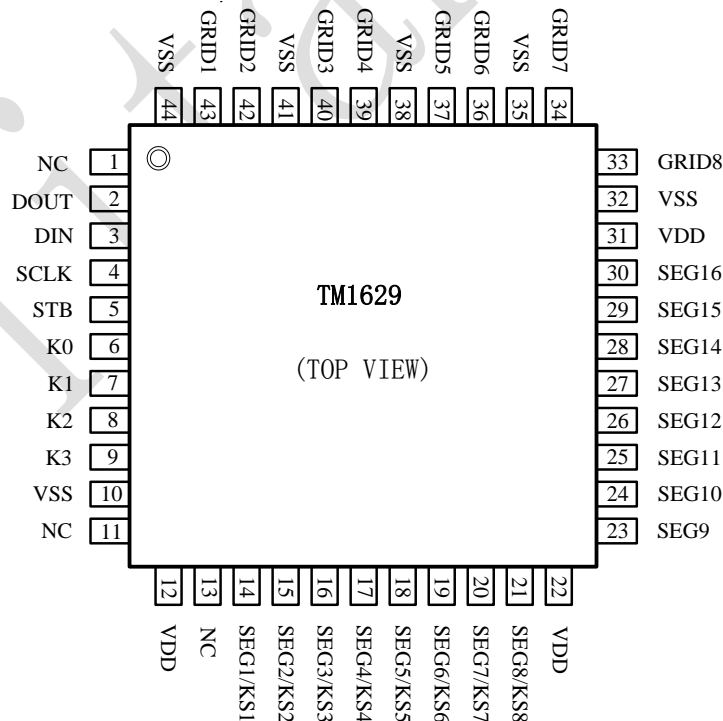 VSS GRID1 GRID2 VSS GRID3 GRID4 VSS GRID5 GRID6 VSS GRID7
44 43 42 41 40 39 38 37 36 35 34
NC 1 33 GRID8
DOUT 2 32 VSS
DIN 3 31 VDD
SCLK 4 30 SEG16
TM1629
STB 5 29 SEG15
K0 6 28 SEG14
(TOP VIEW)
K1 7 27 SEG13
K2 8 26 SEG12
K3 9 25 SEG11
VSS 10 24 SEG10
NC 11 23 SEG9
12 13 14 15 16 17 18 19 20 21 22
VDD NC SEG1/KS1 SEG2/KS2 SEG3/KS3 SEG4/KS4 SEG5/KS5 SEG6/KS6 SEG7/KS7 SEG8/KS8 VDD